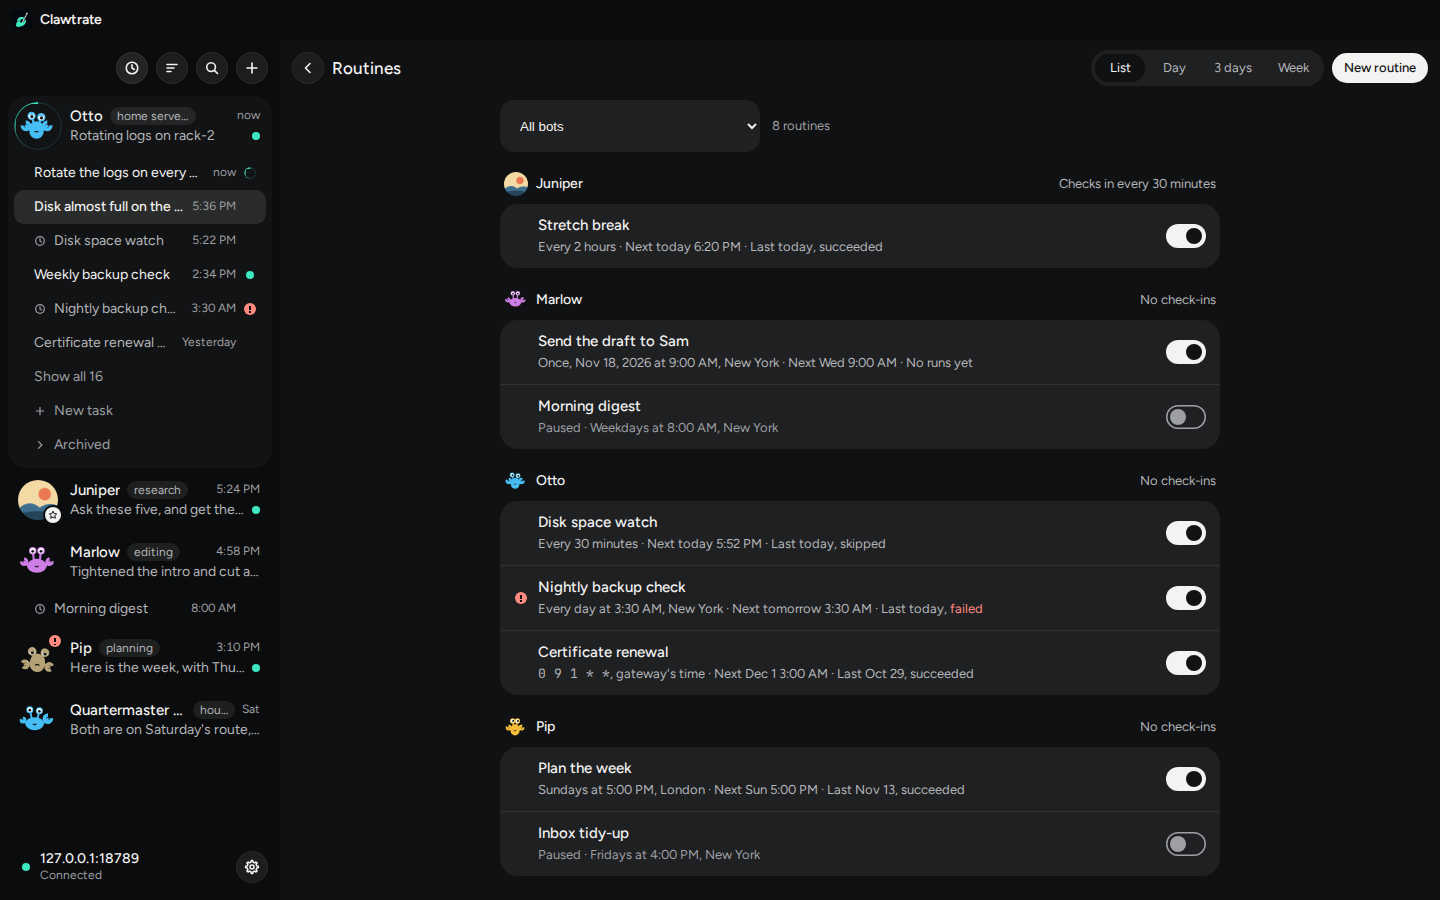 Clawtrate
Otto home serve... now
Rotating logs on rack-2
Rotate the logs on every ... now
Disk almost full on the ... 5:36 PM
Disk space watch 5:22 PM
Weekly backup check 2:34 PM
Nightly backup ch... 3:30 AM
Certificate renewal ... Yesterday
Show all 16
New task
Archived
Juniper research 5:24 PM
Ask these five, and get the...
Marlow editing 4:58 PM
Tightened the intro and cut a...
Morning digest 8:00 AM
Pip planning 3:10 PM
Here is the week, with Thu...
Quartermaster ... hou... Sat
Both are on Saturday's route,...
127.0.0.1:18789
Connected
Routines
List Day 3 days Week New routine
All bots 8 routines
Juniper Checks in every 30 minutes
Stretch break
Every 2 hours · Next today 6:20 PM · Last today, succeeded
Marlow No check-ins
Send the draft to Sam
Once, Nov 18, 2026 at 9:00 AM, New York · Next Wed 9:00 AM · No runs yet
Morning digest
Paused · Weekdays at 8:00 AM, New York
Otto No check-ins
Disk space watch
Every 30 minutes · Next today 5:52 PM · Last today, skipped
Nightly backup check
Every day at 3:30 AM, New York · Next tomorrow 3:30 AM · Last today, failed
Certificate renewal
0 9 1 * *, gateway's time · Next Dec 1 3:00 AM · Last Oct 29, succeeded
Pip No check-ins
Plan the week
Sundays at 5:00 PM, London · Next Sun 5:00 PM · Last Nov 13, succeeded
Inbox tidy-up
Paused · Fridays at 4:00 PM, New York